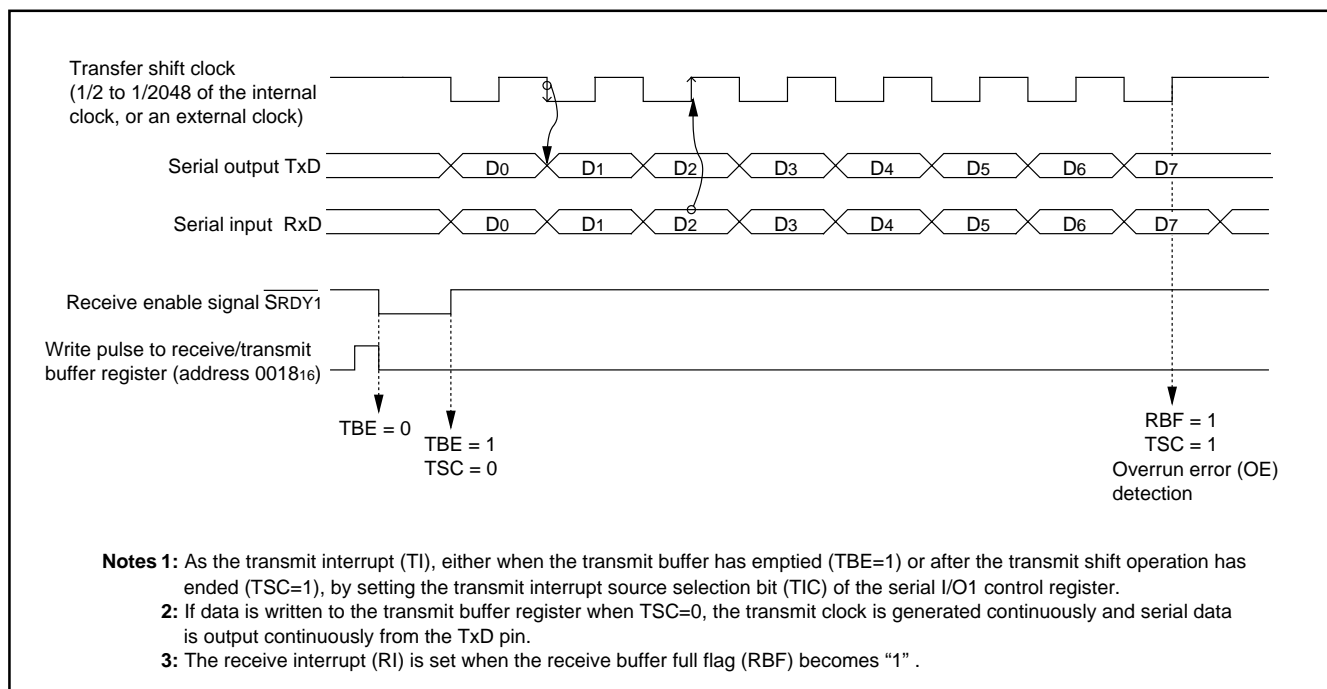 Transfer shift clock
(1/2 to 1/2048 of the internal
clock, or an external clock)
Serial output TxD
D0 D1 D2 D3 D4 D5 D6 D7
Serial input RxD
D0 D1 D2 D3 D4 D5 D6 D7
Receive enable signal SRDY1
Write pulse to receive/transmit
buffer register (address 001816)
TBE = 0
TBE = 1
TSC = 0
RBF = 1
TSC = 1
Overrun error (OE)
detection
Notes 1: As the transmit interrupt (TI), either when the transmit buffer has emptied (TBE=1) or after the transmit shift operation has
ended (TSC=1), by setting the transmit interrupt source selection bit (TIC) of the serial I/O1 control register.
2: If data is written to the transmit buffer register when TSC=0, the transmit clock is generated continuously and serial data
is output continuously from the TxD pin.
3: The receive interrupt (RI) is set when the receive buffer full flag (RBF) becomes “1” .